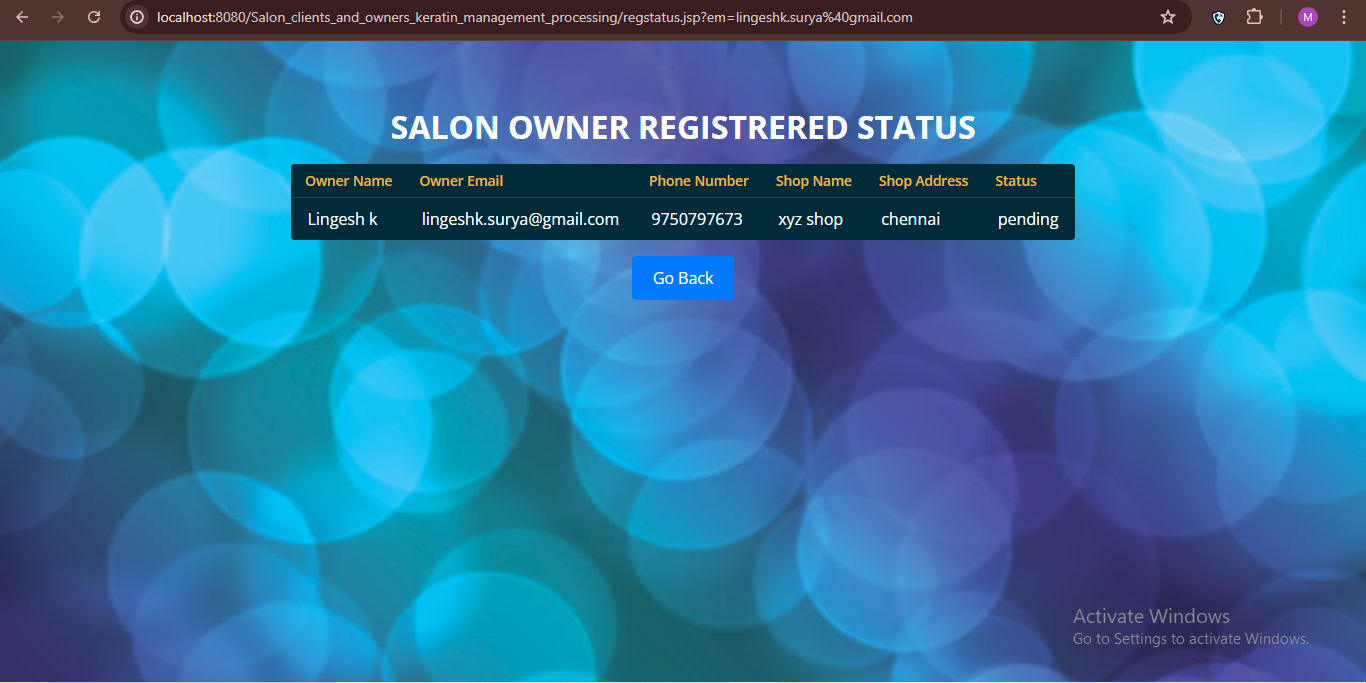 localhost:8080/Salon_clients_and_owners_keratin_management_processing/regstatus.jsp?em=lingeshk.surya%40gmail.com
M
SALON OWNER REGISTRERED STATUS
Owner Name Owner Email Phone Number Shop Name Shop Address Status
Lingesh k lingeshk.surya@gmail.com 9750797673 xyz shop chennai pending
Go Back
Activate Windows
Go to Settings to activate Windows.